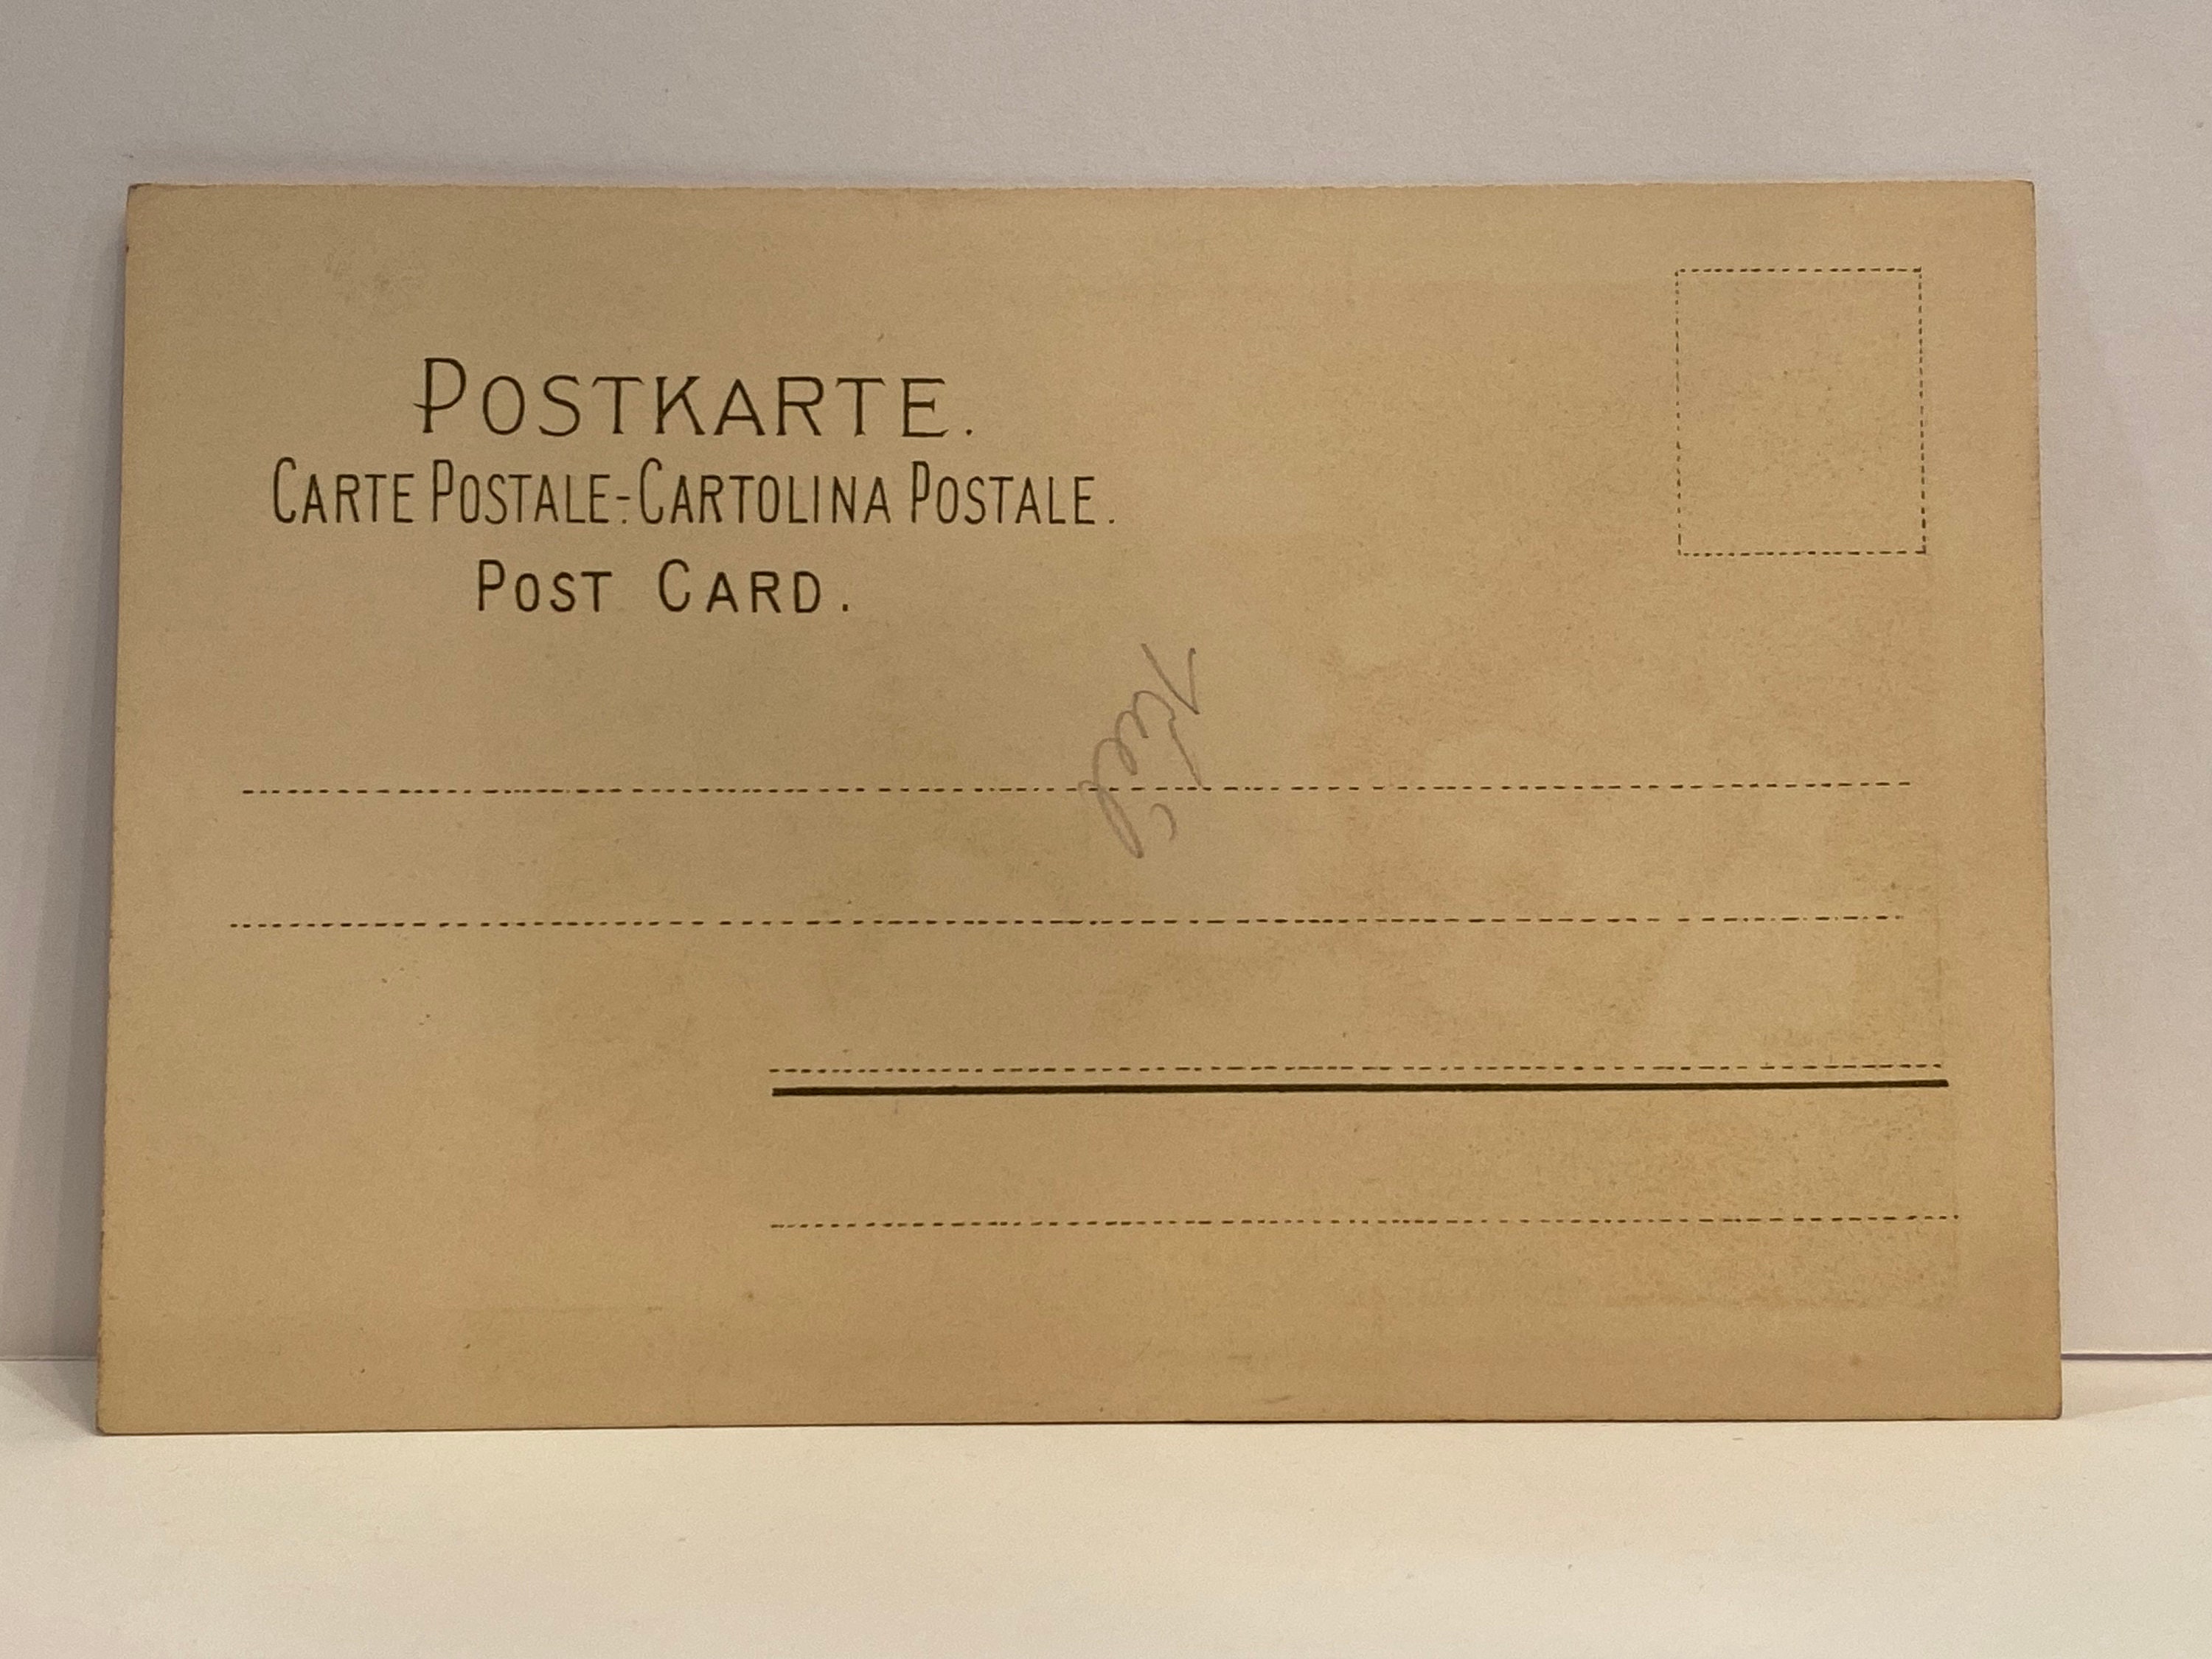 POSTKARTE.
CARTE POSTALE-CARTOLINA POSTALE.
POST CARD.